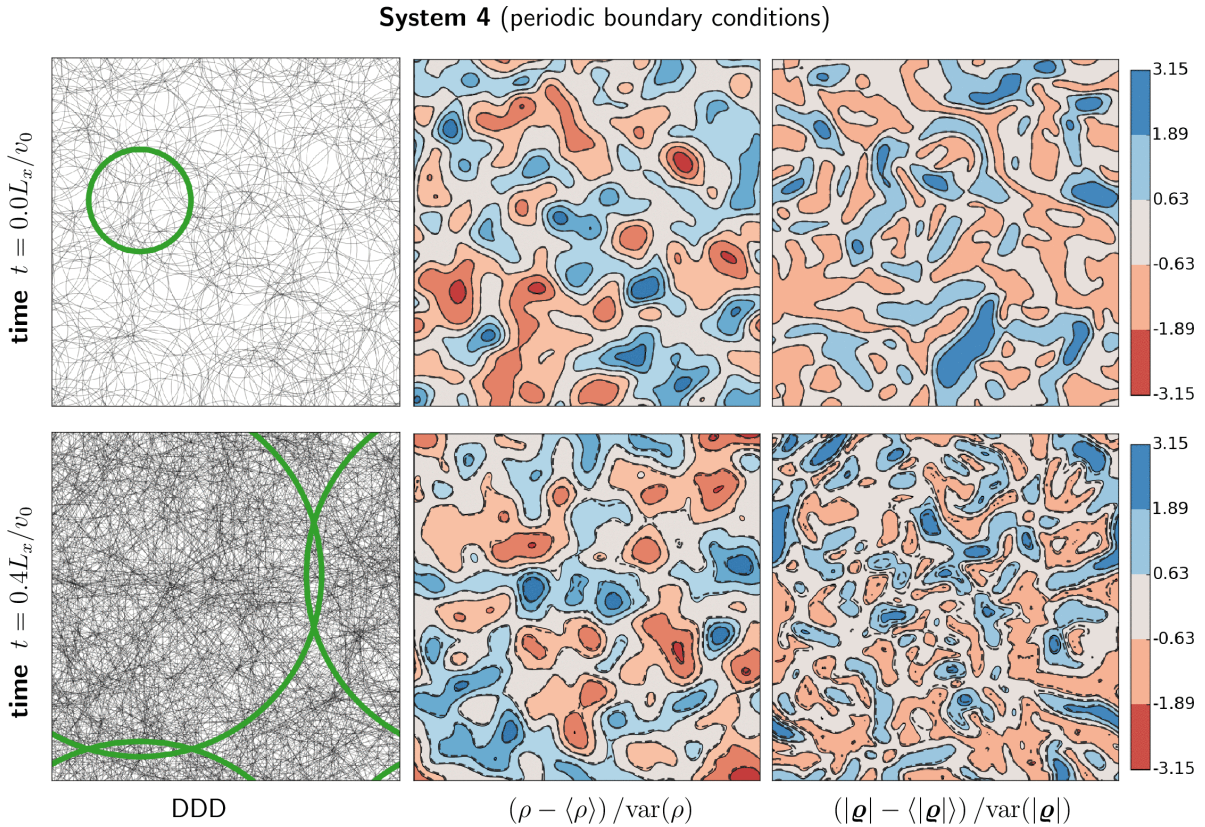 System 4 (periodic boundary conditions)
time t = 0.0L_x/v_0
3.15
1.89
0.63
-0.63
-1.89
-3.15
time t = 0.4L_x/v_0
3.15
1.89
0.63
-0.63
-1.89
-3.15
DDD
(ρ − ⟨ρ⟩) /var(ρ)
(|ϱ| − ⟨|ϱ|⟩) /var(|ϱ|)